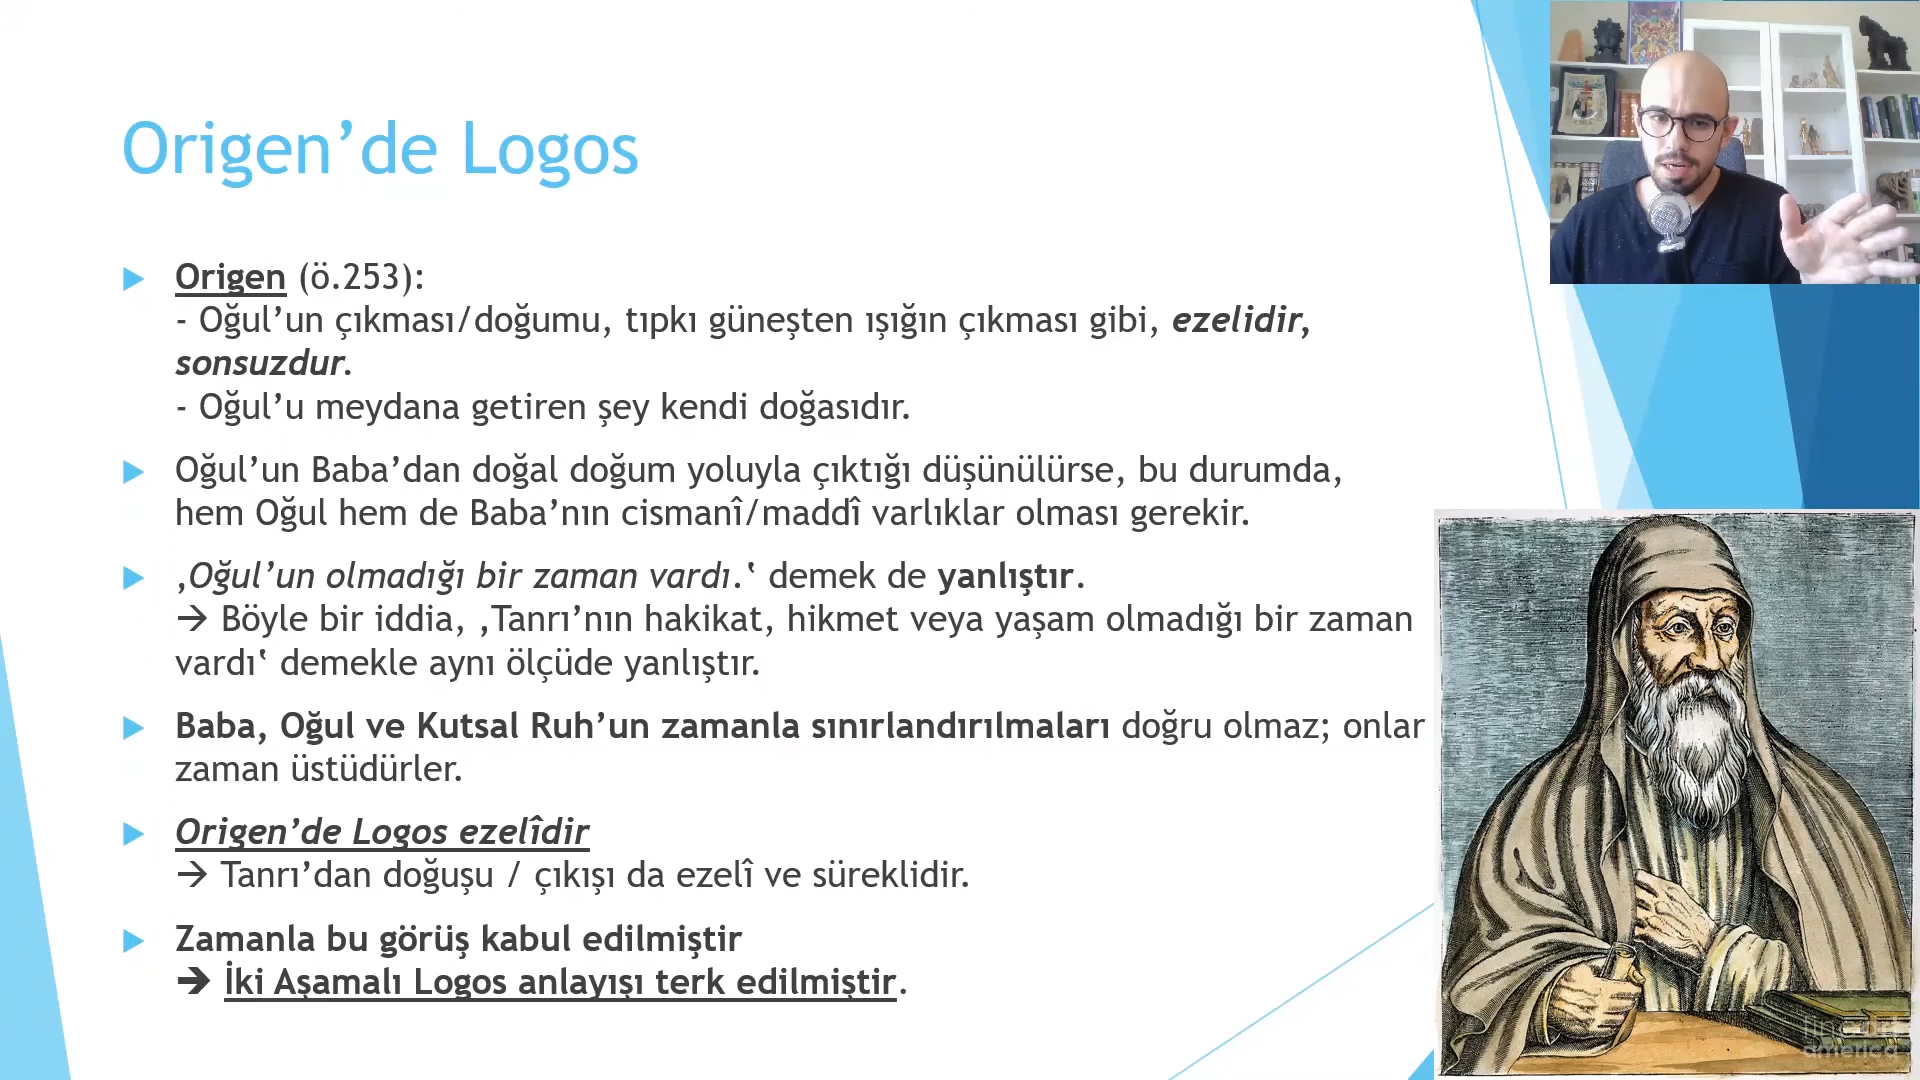 Origen’de Logos
Origen (ö.253):
- Oğul’un çıkması/doğumu, tıpkı güneşten ışığın çıkması gibi, ezelidir,
sonsuzdur.
- Oğul’u meydana getiren şey kendi doğasıdır.
Oğul’un Baba’dan doğal doğum yoluyla çıktığı düşünülürse, bu durumda,
hem Oğul hem de Baba’nın cismanî/maddî varlıklar olması gerekir.
‚Oğul’un olmadığı bir zaman vardı.‛ demek de yanlıştır.
→ Böyle bir iddia, ‚Tanrı’nın hakikat, hikmet veya yaşam olmadığı bir zaman
vardı‛ demekle aynı ölçüde yanlıştır.
Baba, Oğul ve Kutsal Ruh’un zamanla sınırlandırılmaları doğru olmaz; onlar
zaman üstüdürler.
Origen’de Logos ezelîdir
→ Tanrı’dan doğuşu / çıkışı da ezelî ve süreklidir.
Zamanla bu görüş kabul edilmiştir
→ İki Aşamalı Logos anlayışı terk edilmiştir.
america